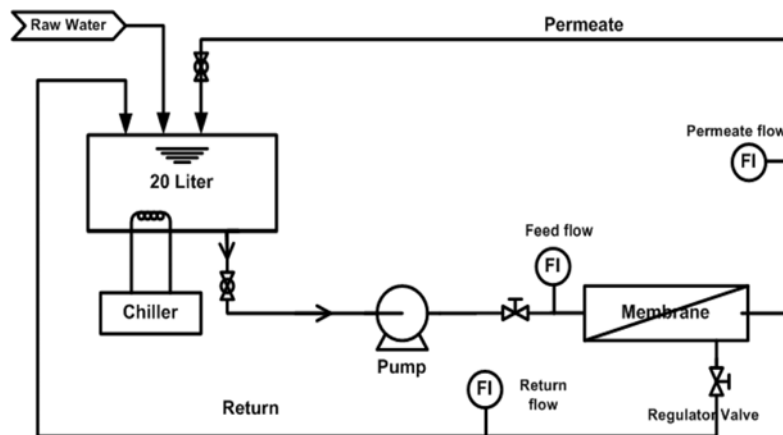 Raw Water
Permeate
Permeate flow
FI
20 Liter
Feed flow
FI
Chiller
Membrane
Pump
Return
FI
Return
flow
Regulator Valve